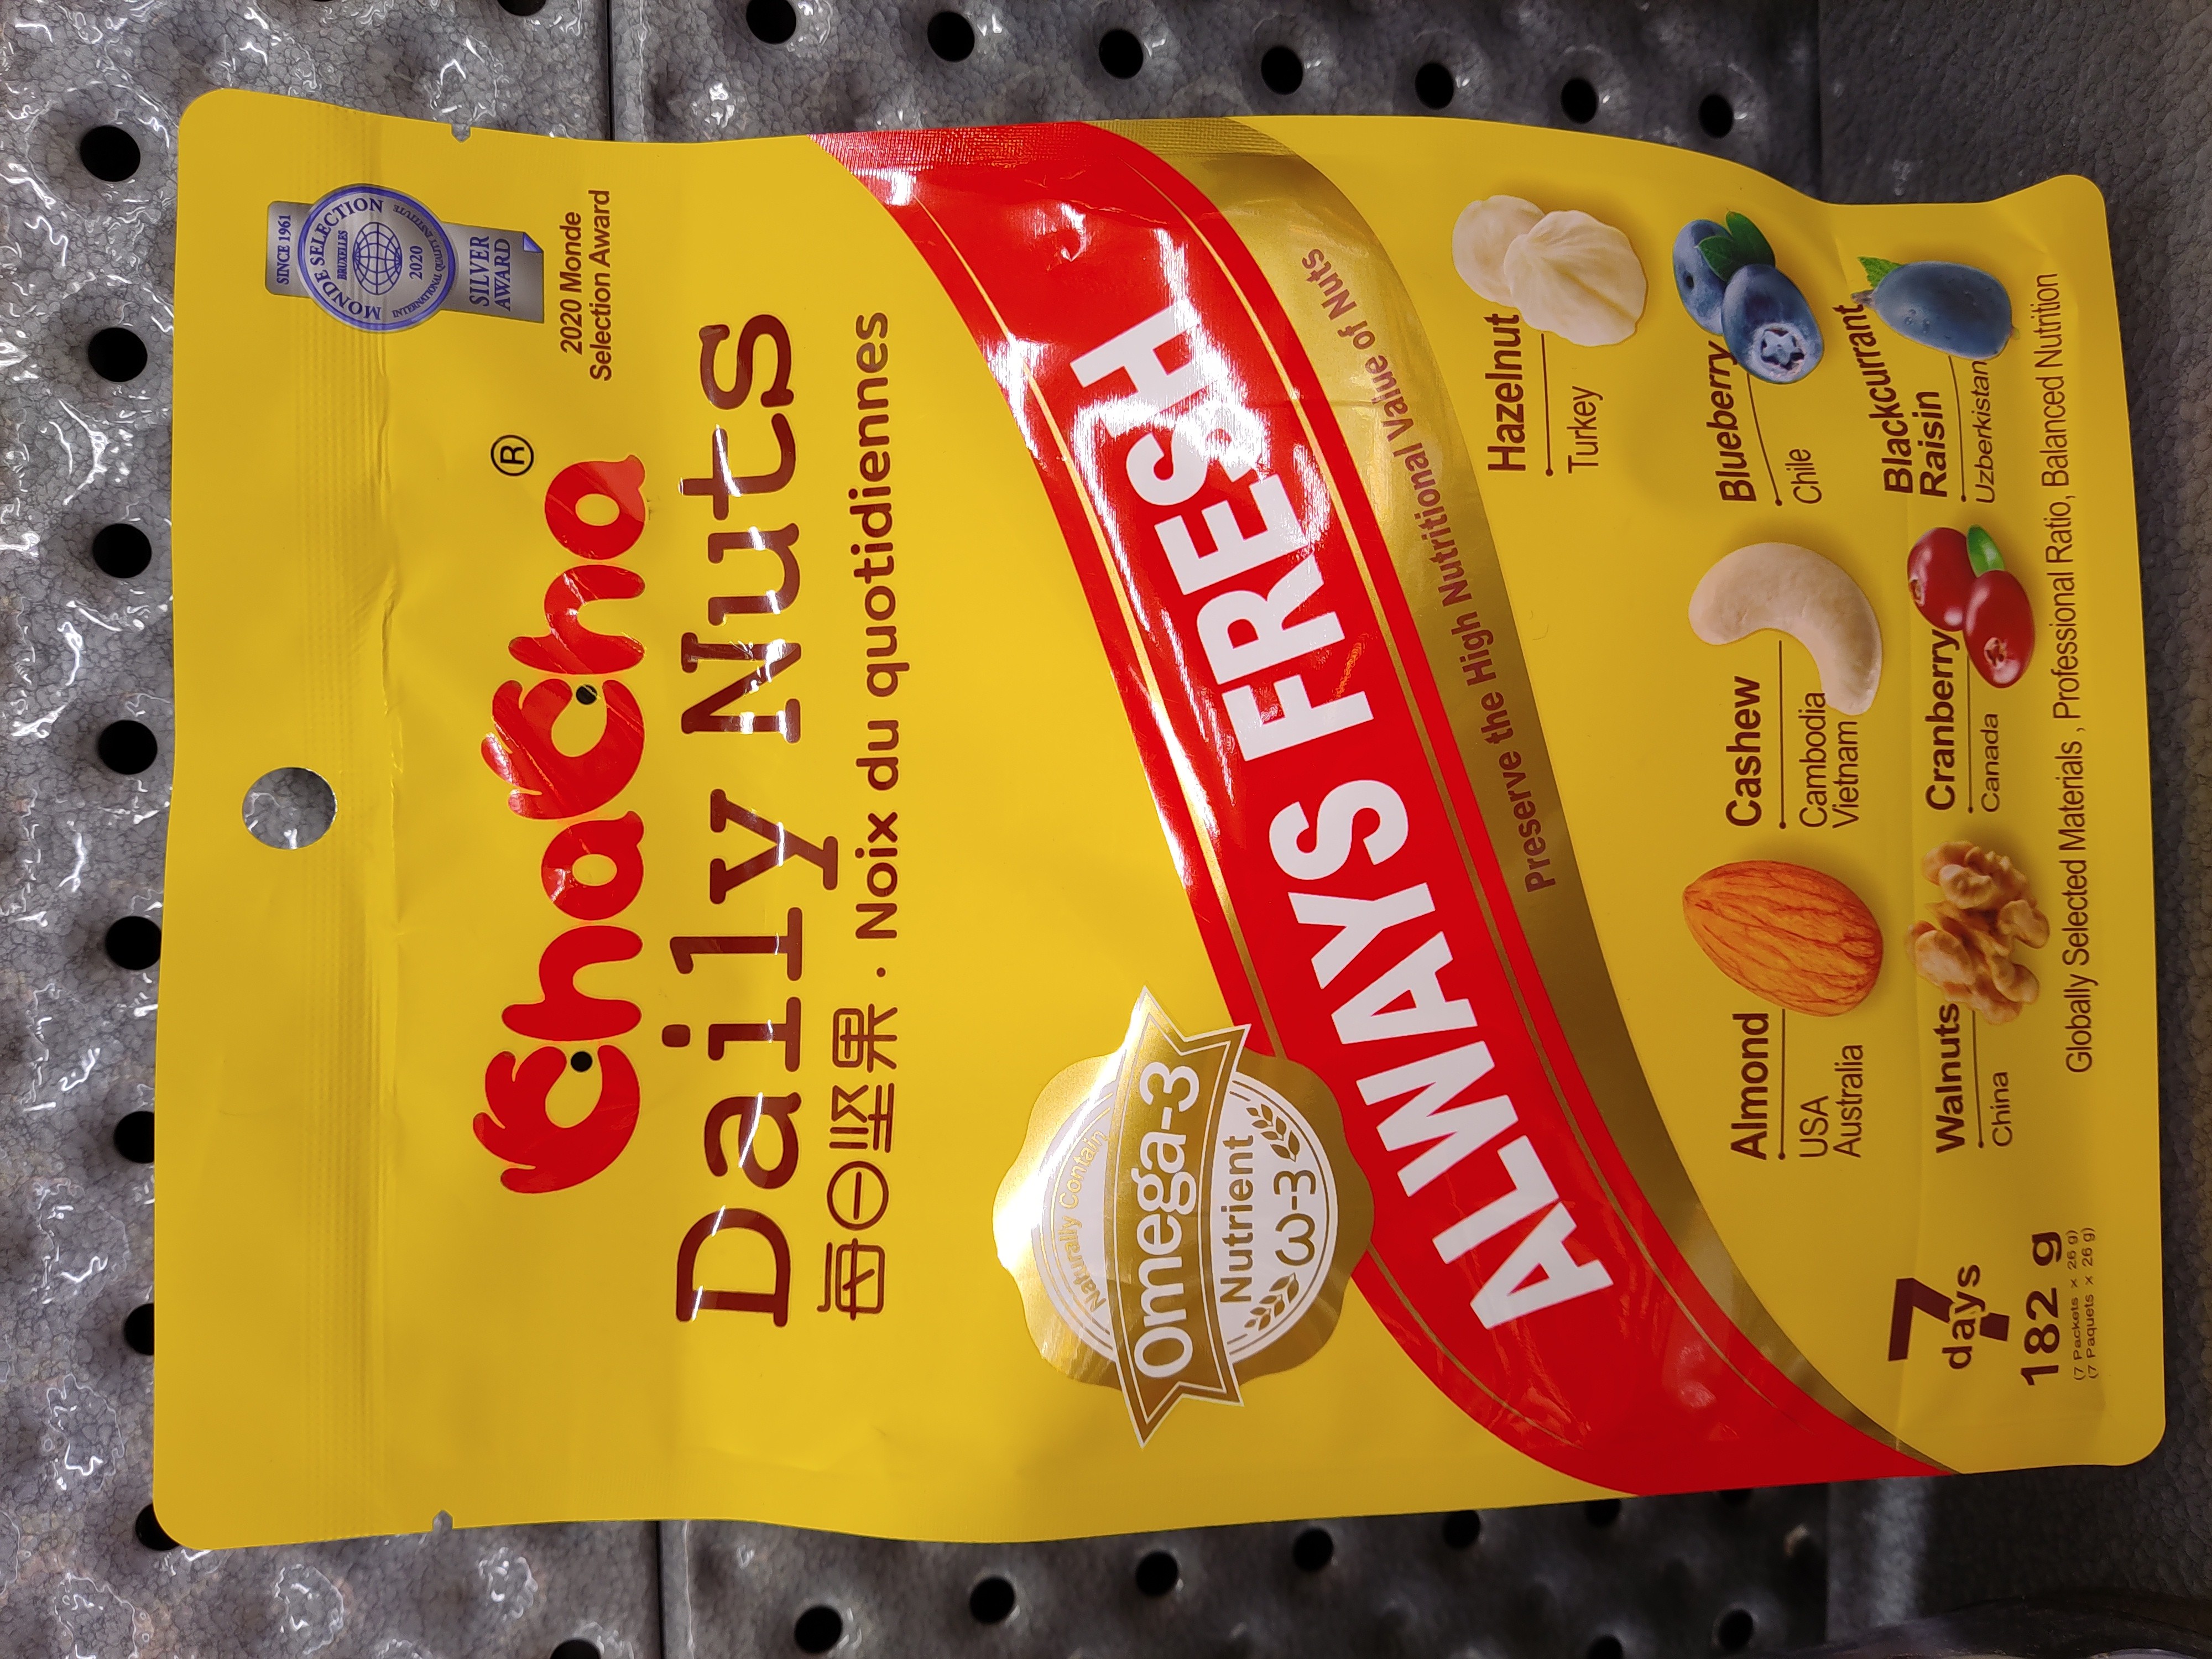 SINCE 1961
MONDE SELECTION
BRUXELLES
2020
INTERNATIONAL QUALITY INSTITUTE
SILVER
AWARD
2020 Monde
Selection Award
ChaCha®
Daily Nuts
每日坚果 · Noix du quotidiennes
Naturally Contain
Omega-3
Nutrient
ω-3
ALWAYS FRESH
Preserve the High Nutritional Value of Nuts
Hazelnut
Turkey
Almond
USA
Australia
Cashew
Cambodia
Vietnam
Blueberry
Chile
Walnuts
China
Cranberry
Canada
Blackcurrant
Raisin
Uzberkistan
7
days
182 g
(7 Packets x 26 g)
(7 Paquets x 26 g)
Globally Selected Materials , Professional Ratio, Balanced Nutrition